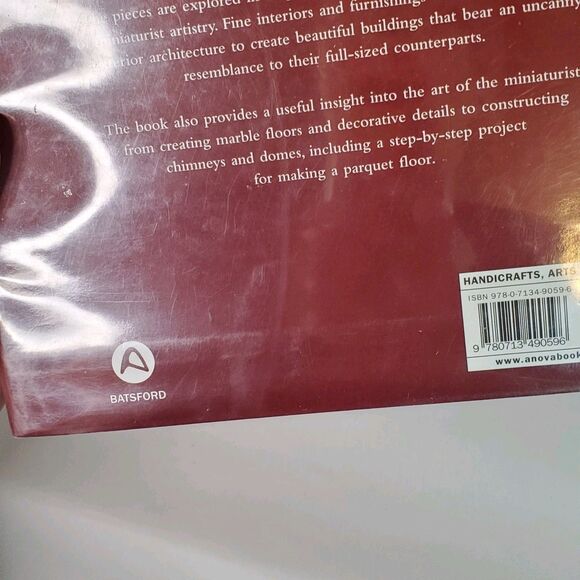 pieces are explored
miniaturist artistry. Fine interiors and furnishings
architecture to create beautiful buildings that bear an uncanny
resemblance to their full-sized counterparts.
The book also provides a useful insight into the art of the miniaturist
from creating marble floors and decorative details to constructing
chimneys and domes, including a step-by-step project
for making a parquet floor.
HANDICRAFTS, ARTS
ISBN 978-0-7134-9059-6
9 780713 490596
www.anovabook
BATSFORD